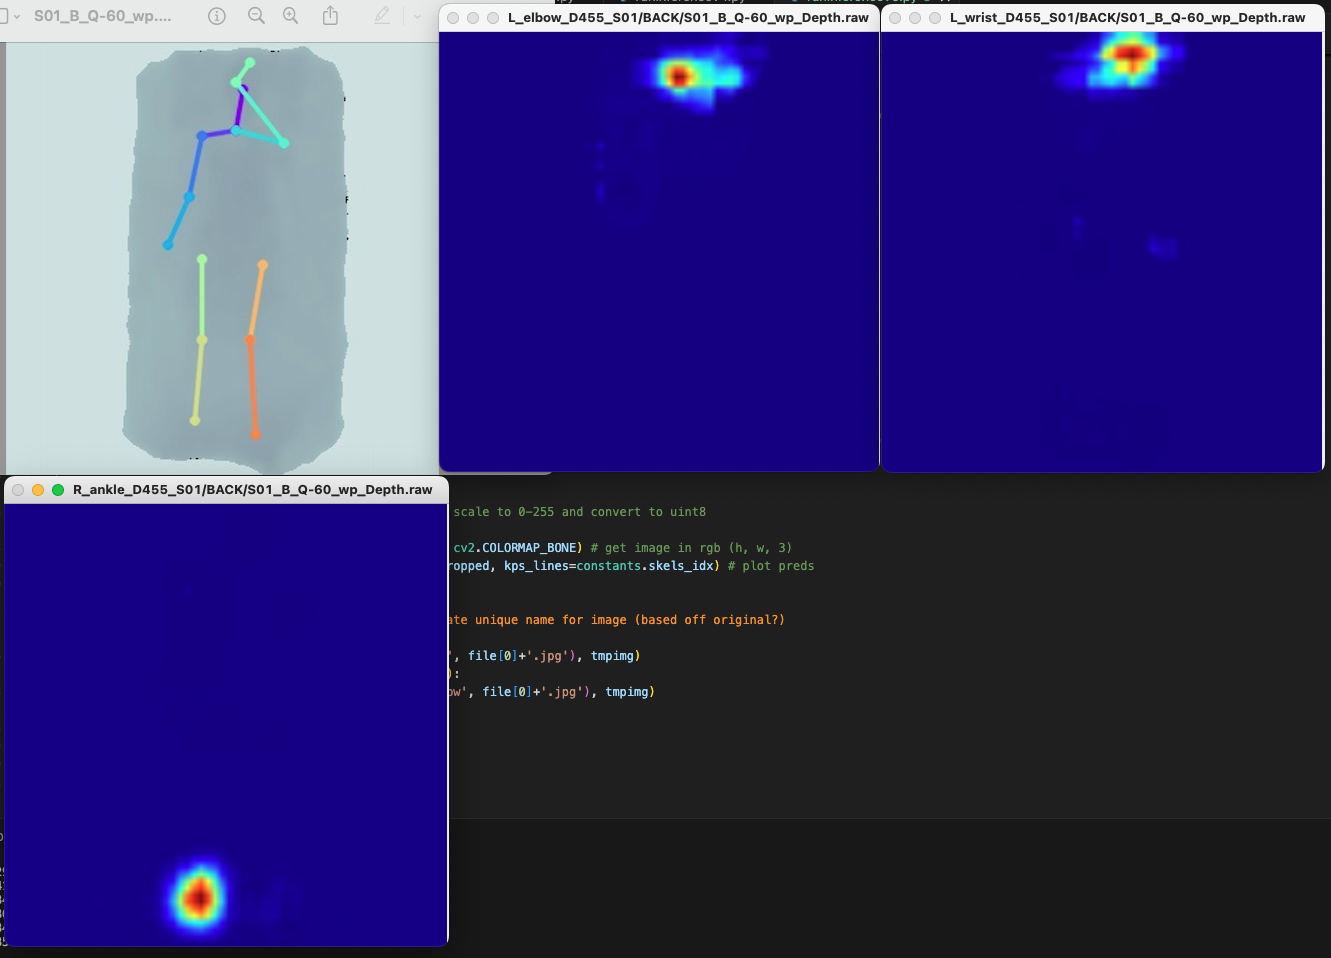 S01_B_Q-60_wp....
L_elbow_D455_S01/BACK/S01_B_Q-60_wp_Depth.raw
L_wrist_D455_S01/BACK/S01_B_Q-60_wp_Depth.raw
R_ankle_D455_S01/BACK/S01_B_Q-60_wp_Depth.raw
scale to 0-255 and convert to uint8
cv2.COLORMAP_BONE) # get image in rgb (h, w, 3)
ropped, kps_lines=constants.skels_idx) # plot preds
ate unique name for image (based off original?)
', file[0]+'.jpg'), tmpimg)
):
ow', file[0]+'.jpg'), tmpimg)